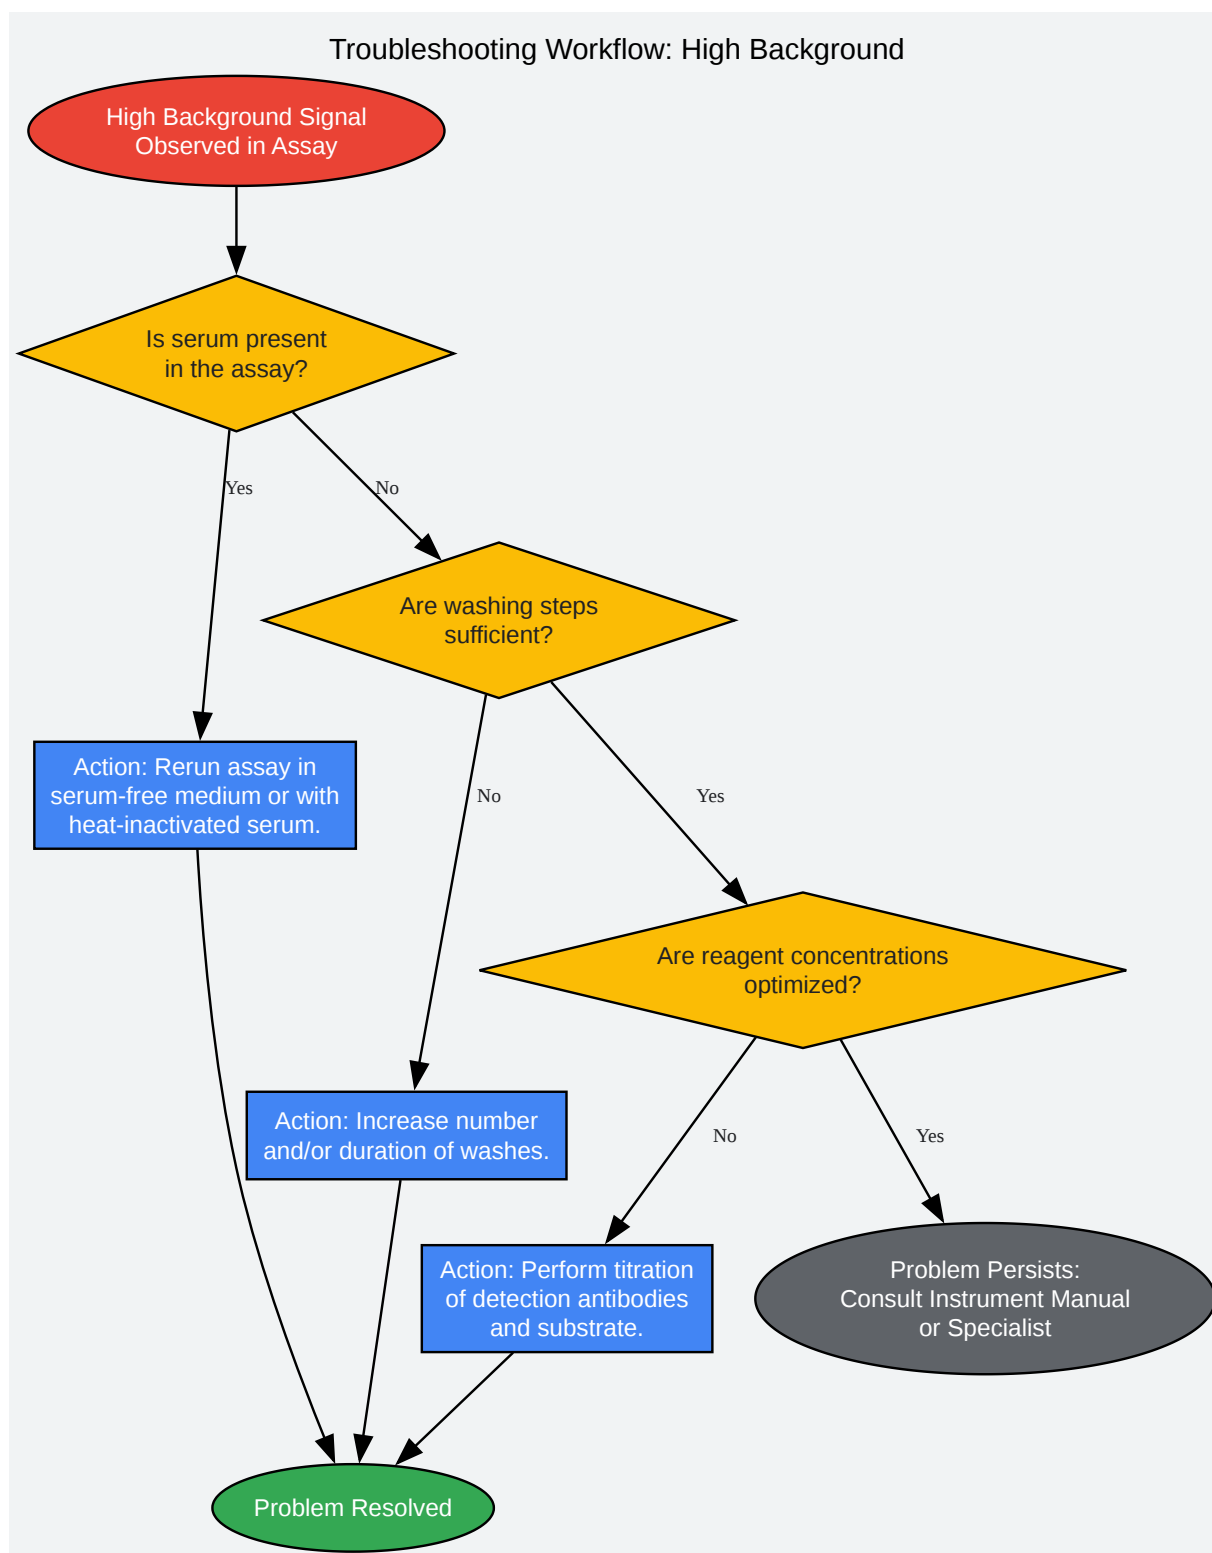 Troubleshooting Workflow: High Background
High Background Signal
Observed in Assay
Is serum present
in the assay?
Yes
No
Are washing steps
sufficient?
Action: Rerun assay in
serum-free medium or with
heat-inactivated serum.
No
Yes
Are reagent concentrations
optimized?
Action: Increase number
and/or duration of washes.
No
Yes
Action: Perform titration
of detection antibodies
and substrate.
Problem Persists:
Consult Instrument Manual
or Specialist
Problem Resolved